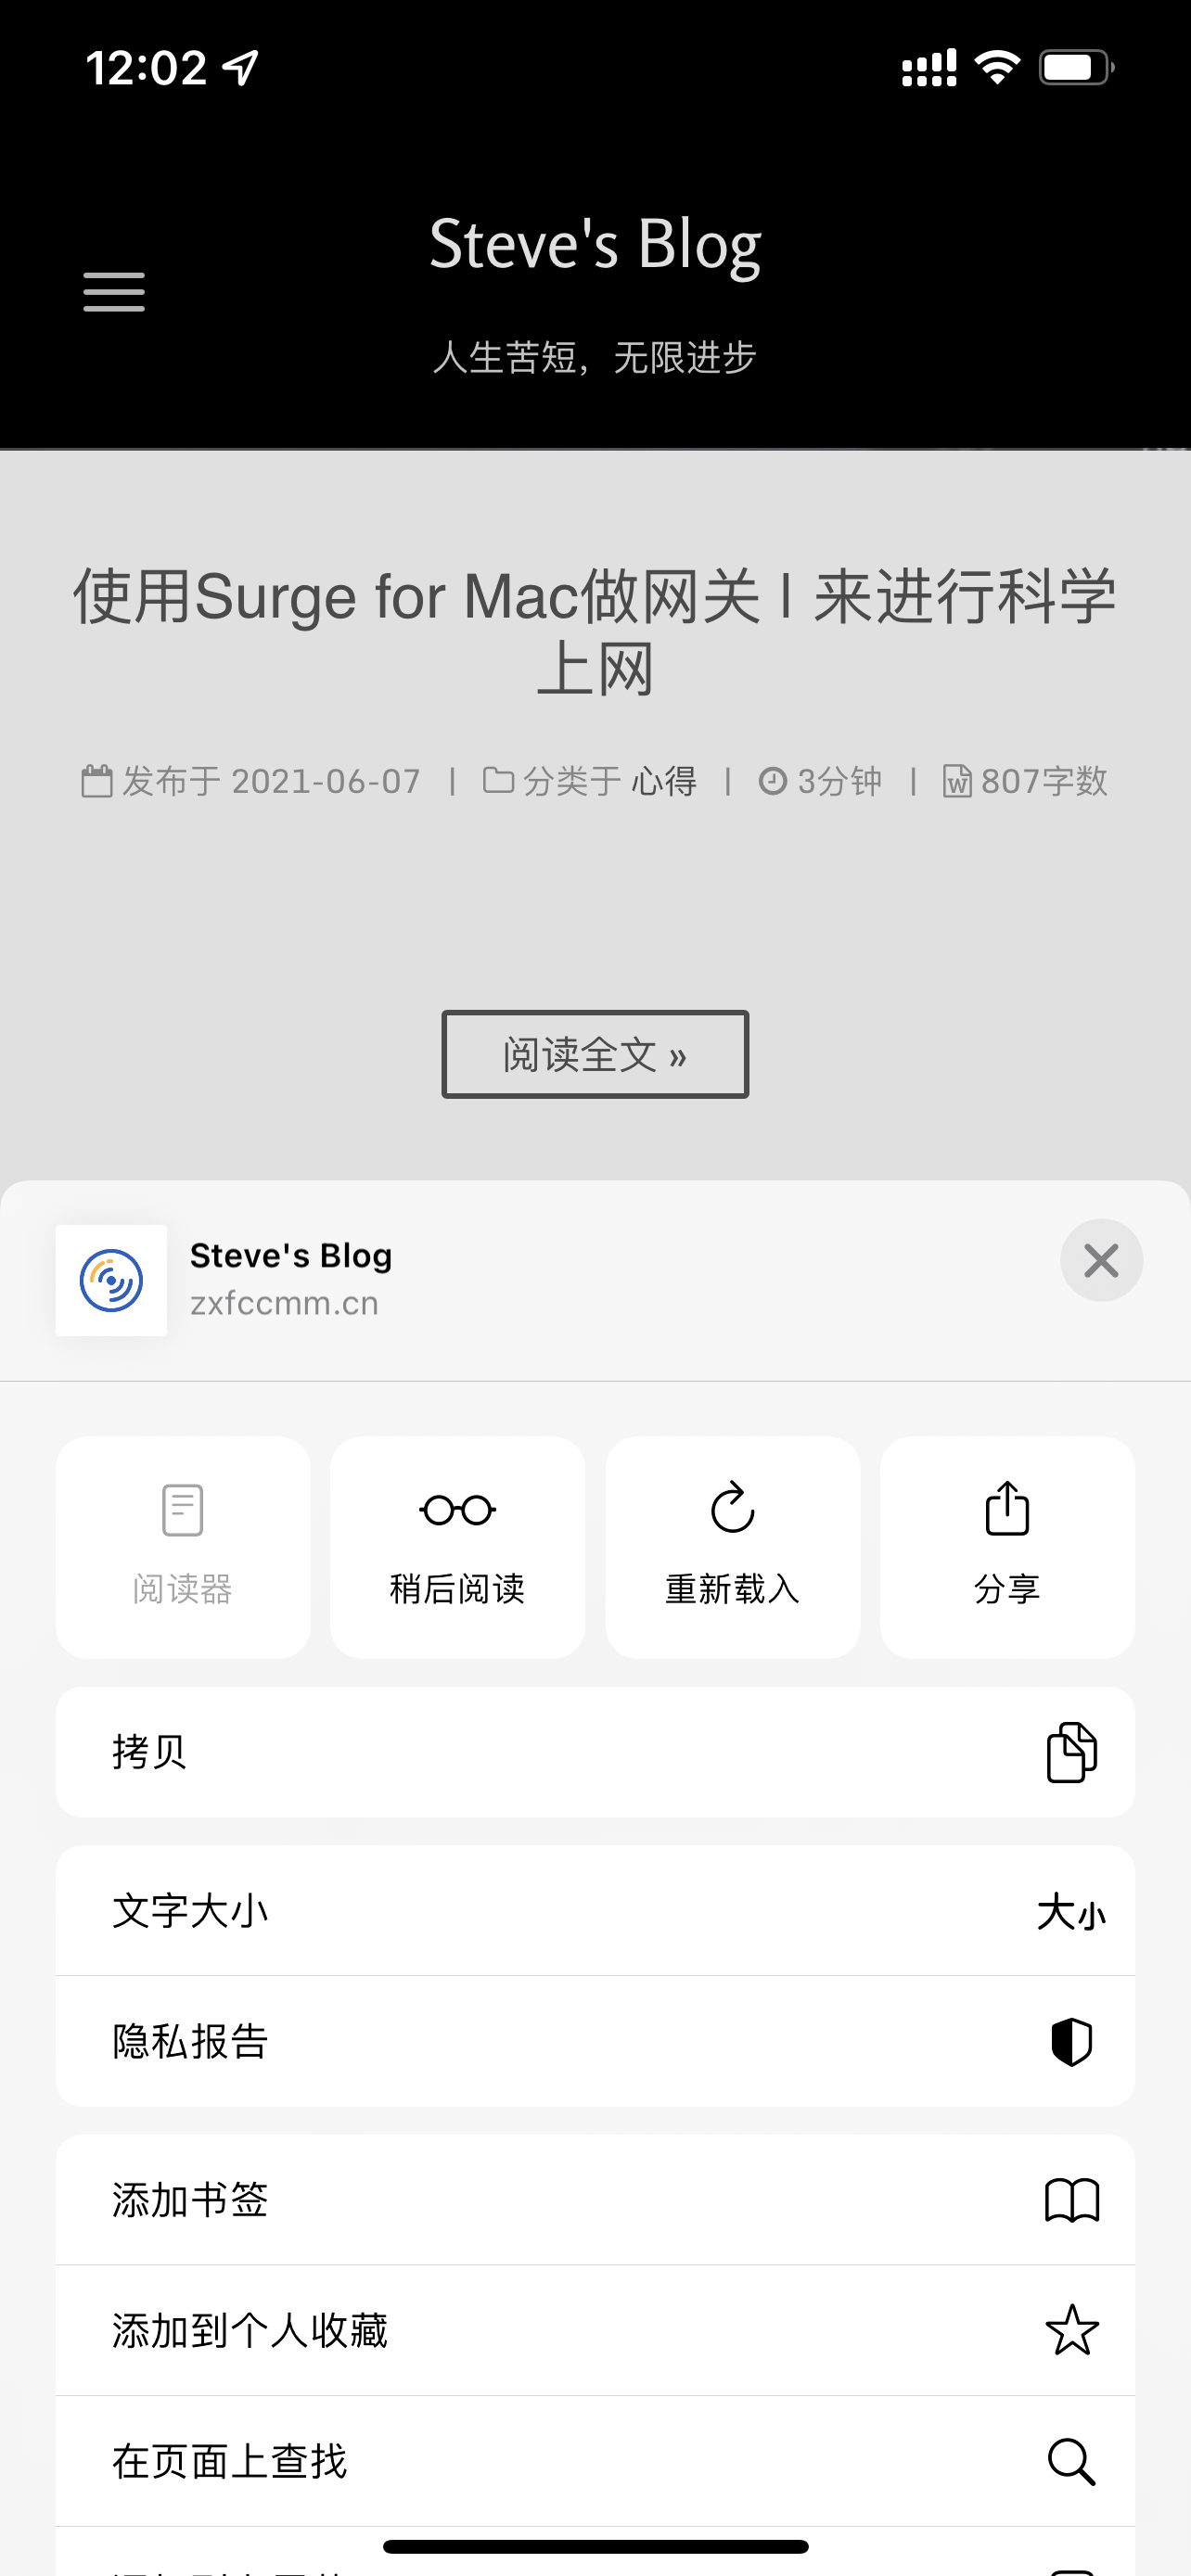 12:02
Steve's Blog
人生苦短，无限进步
使用Surge for Mac做网关 | 来进行科学
上网
发布于 2021-06-07 | 分类于 心得 | 3分钟 | 807字数
阅读全文 »
Steve's Blog
zxfccmm.cn
阅读器 稍后阅读 重新载入 分享
拷贝
文字大小 大小
隐私报告
添加书签
添加到个人收藏
在页面上查找